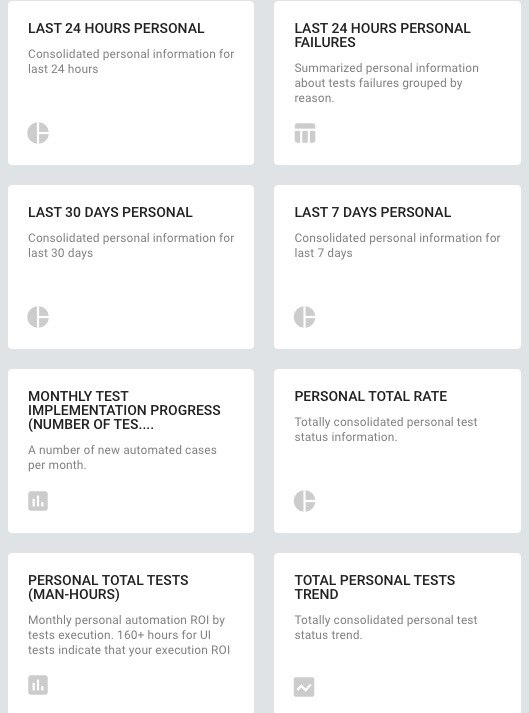 LAST 24 HOURS PERSONAL
Consolidated personal information for
last 24 hours
LAST 24 HOURS PERSONAL
FAILURES
Summarized personal information
about tests failures grouped by
reason.
LAST 30 DAYS PERSONAL
Consolidated personal information for
last 30 days
LAST 7 DAYS PERSONAL
Consolidated personal information for
last 7 days
MONTHLY TEST
IMPLEMENTATION PROGRESS
(NUMBER OF TES....
A number of new automated cases
per month.
PERSONAL TOTAL RATE
Totally consolidated personal test
status information.
PERSONAL TOTAL TESTS
(MAN-HOURS)
Monthly personal automation ROI by
tests execution. 160+ hours for UI
tests indicate that your execution ROI
TOTAL PERSONAL TESTS
TREND
Totally consolidated personal test
status trend.